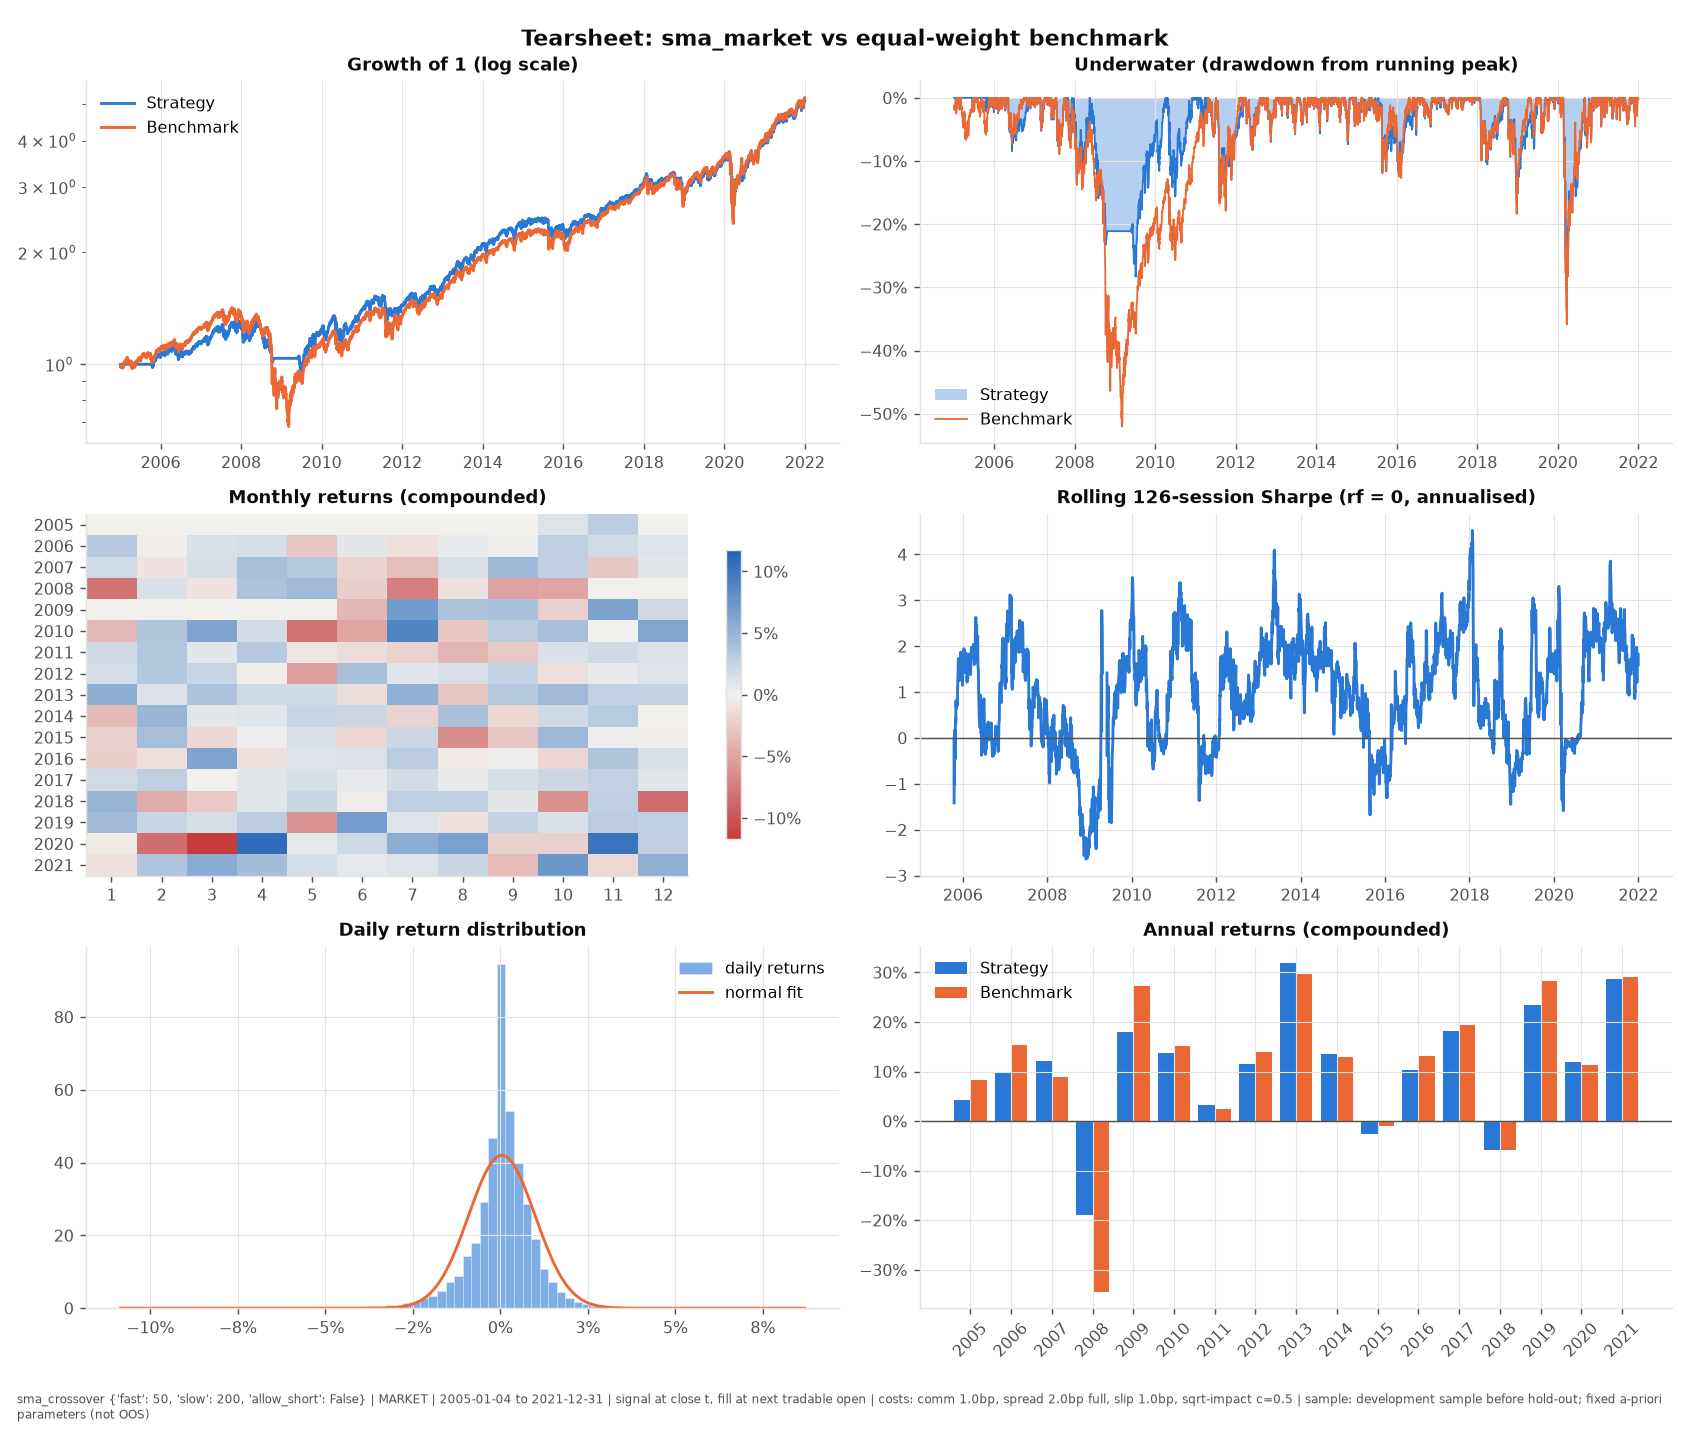 Tearsheet: sma_market vs equal-weight benchmark
Growth of 1 (log scale)
Strategy
Benchmark
4 × 10⁰
3 × 10⁰
2 × 10⁰
10⁰
2006 2008 2010 2012 2014 2016 2018 2020 2022
Underwater (drawdown from running peak)
0%
−10%
−20%
−30%
−40%
−50%
Strategy
Benchmark
2006 2008 2010 2012 2014 2016 2018 2020 2022
Monthly returns (compounded)
2005
2006
2007
2008
2009
2010
2011
2012
2013
2014
2015
2016
2017
2018
2019
2020
2021
1 2 3 4 5 6 7 8 9 10 11 12
10%
5%
0%
−5%
−10%
Rolling 126-session Sharpe (rf = 0, annualised)
4
3
2
1
0
−1
−2
−3
2006 2008 2010 2012 2014 2016 2018 2020 2022
Daily return distribution
daily returns
normal fit
80
60
40
20
0
−10% −8% −5% −2% 0% 3% 5% 8%
Annual returns (compounded)
Strategy
Benchmark
30%
20%
10%
0%
−10%
−20%
−30%
2005 2006 2007 2008 2009 2010 2011 2012 2013 2014 2015 2016 2017 2018 2019 2020 2021
sma_crossover {'fast': 50, 'slow': 200, 'allow_short': False} | MARKET | 2005-01-04 to 2021-12-31 | signal at close t, fill at next tradable open | costs: comm 1.0bp, spread 2.0bp full, slip 1.0bp, sqrt-impact c=0.5 | sample: development sample before hold-out; fixed a-priori
parameters (not OOS)